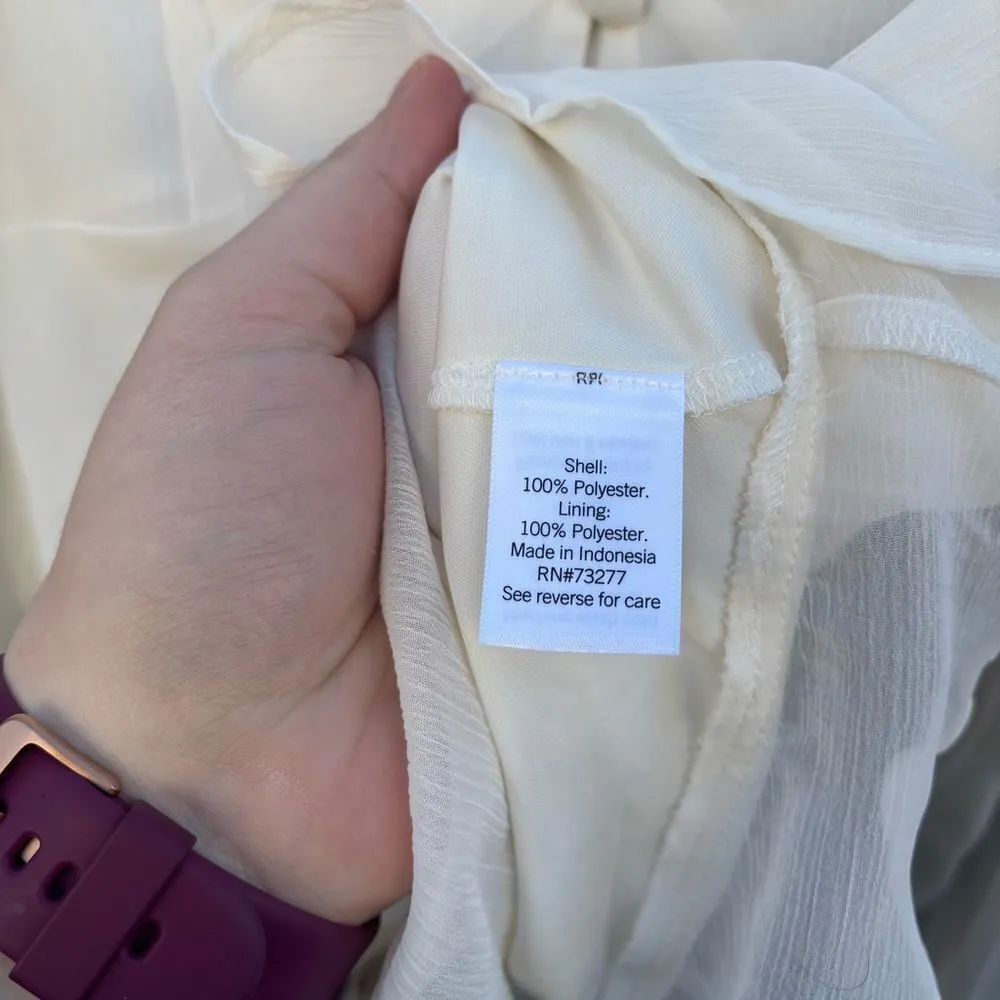 Shell:
100% Polyester.
Lining:
100% Polyester.
Made in Indonesia
RN#73277
See reverse for care